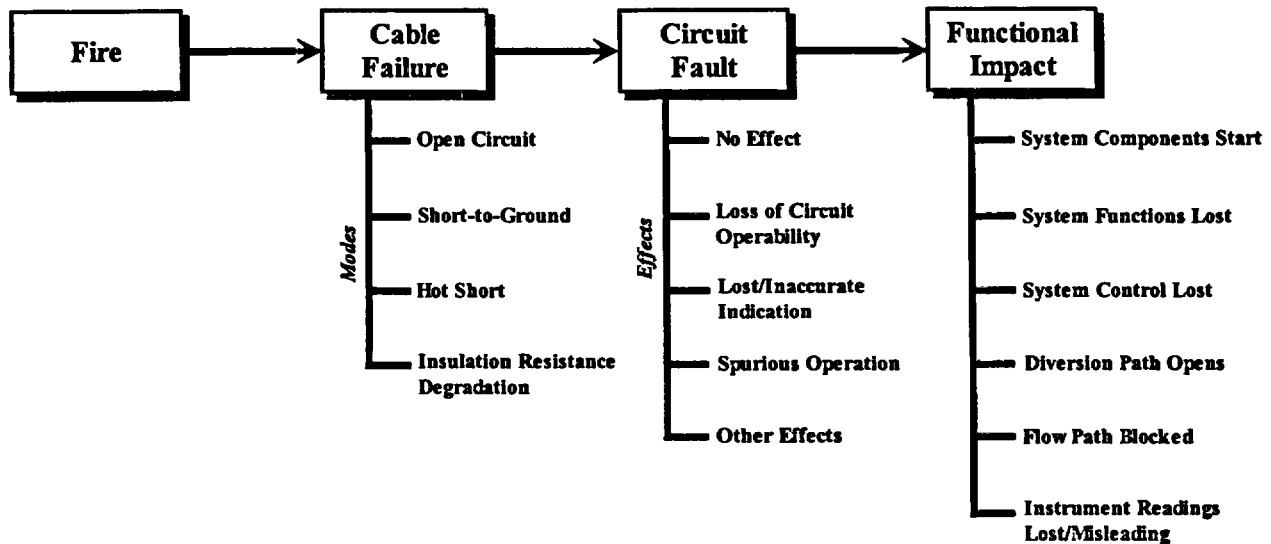 Fire
Cable
Failure
Circuit
Fault
Functional
Impact
Modes
Open Circuit
Short-to-Ground
Hot Short
Insulation Resistance
Degradation
Effects
No Effect
Loss of Circuit
Operability
Lost/Inaccurate
Indication
Spurious Operation
Other Effects
System Components Start
System Functions Lost
System Control Lost
Diversion Path Opens
Flow Path Blocked
Instrument Readings
Lost/Misleading